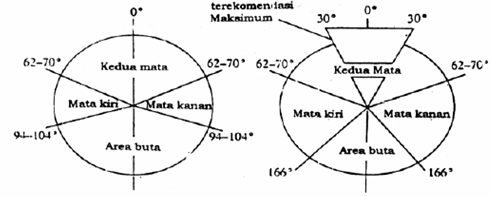 0°
62-70°
62-70°
Kedua mata
Mata kiri
Mata kanan
94-104°
94-104°
Area buta
terekomendasi
Maksimum
0°
30°
30°
62-70°
62-70°
Kedua Mata
Mata kiri
Mata kanan
Area buta
166°
166°